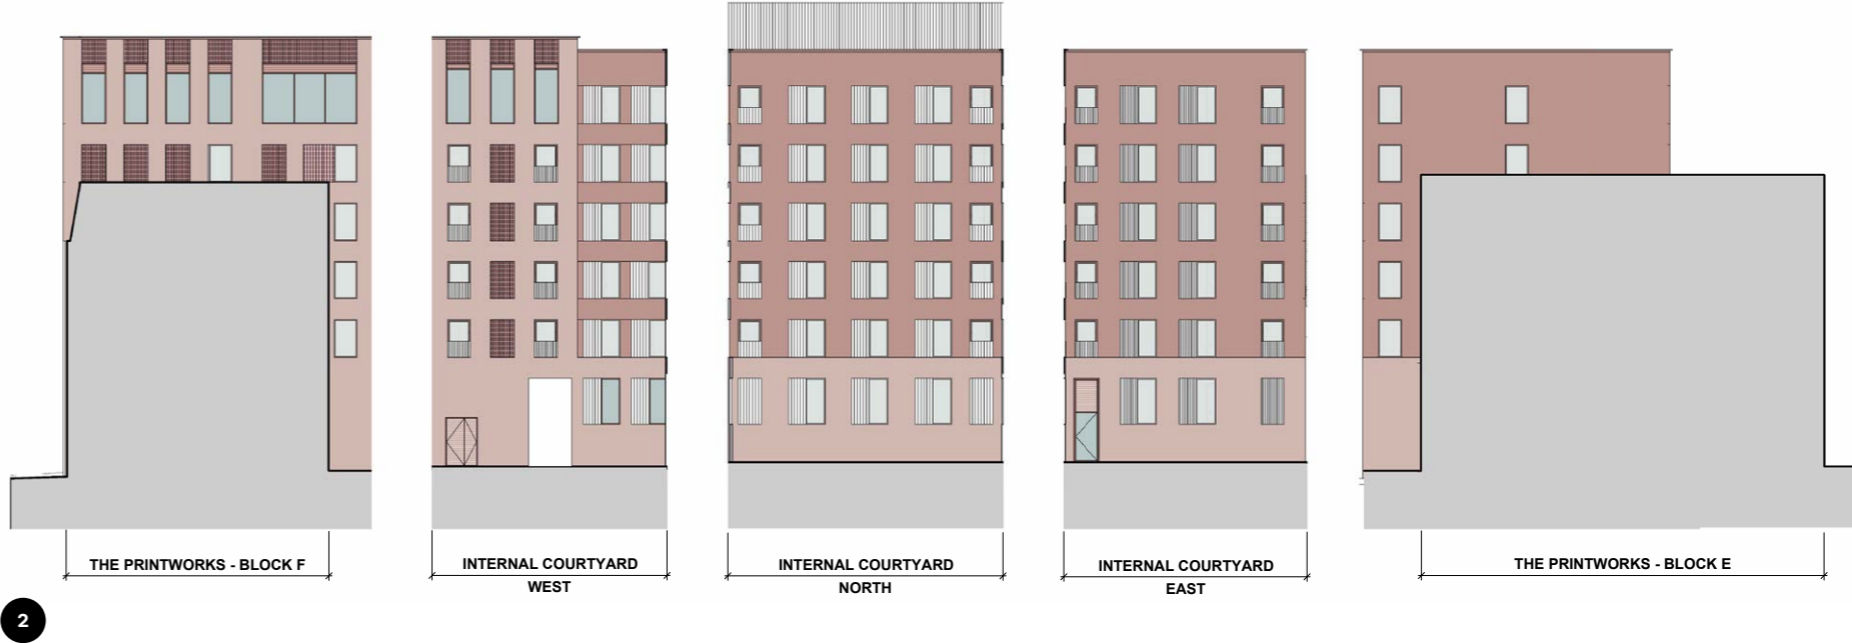 THE PRINTWORKS - BLOCK F
INTERNAL COURTYARD
WEST
INTERNAL COURTYARD
NORTH
INTERNAL COURTYARD
EAST
THE PRINTWORKS - BLOCK E
2